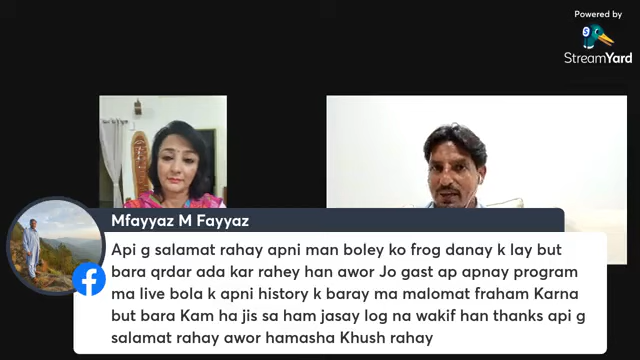 Powered by
StreamYard
Mfayyaz M Fayyaz
Api g salamat rahay apni man boley ko frog danay k lay but
bara qrdar ada kar rahey han awor Jo gast ap apnay program
ma live bola k apni history k baray ma malomat fraham Karna
but bara Kam ha jis sa ham jasay log na wakif han thanks api g
salamat rahay awor hamasha Khush rahay